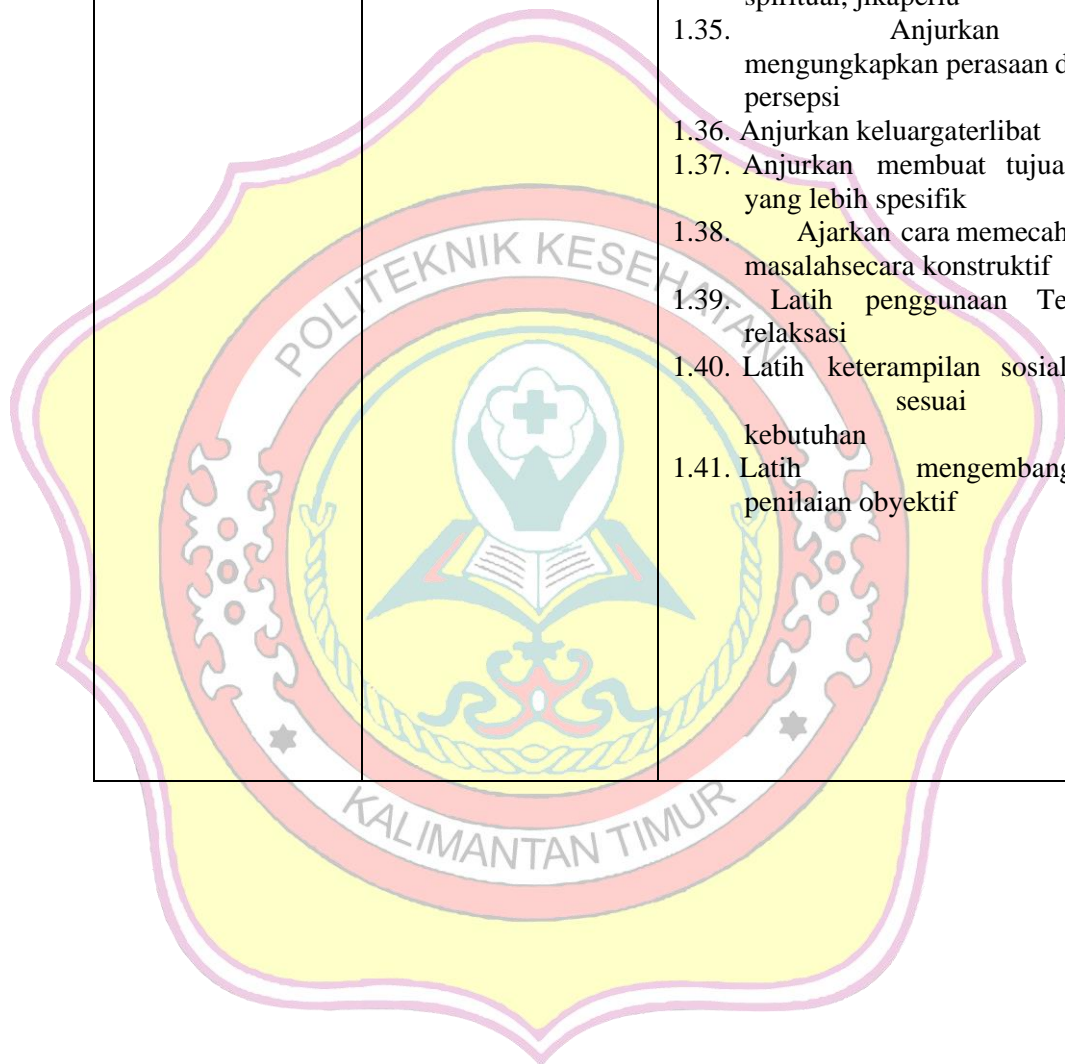 spiritual, jikaperlu
1.35. Anjurkan
mengungkapkan perasaan d
persepsi
1.36. Anjurkan keluargaterlibat
1.37. Anjurkan membuat tujua
yang lebih spesifik
1.38. Ajarkan cara memecah
masalahsecara konstruktif
1.39. Latih penggunaan Te
relaksasi
1.40. Latih keterampilan sosial
sesuai
kebutuhan
1.41. Latih mengembang
penilaian obyektif
POLITEKNIK KESEHATAN
KALIMANTAN TIMUR